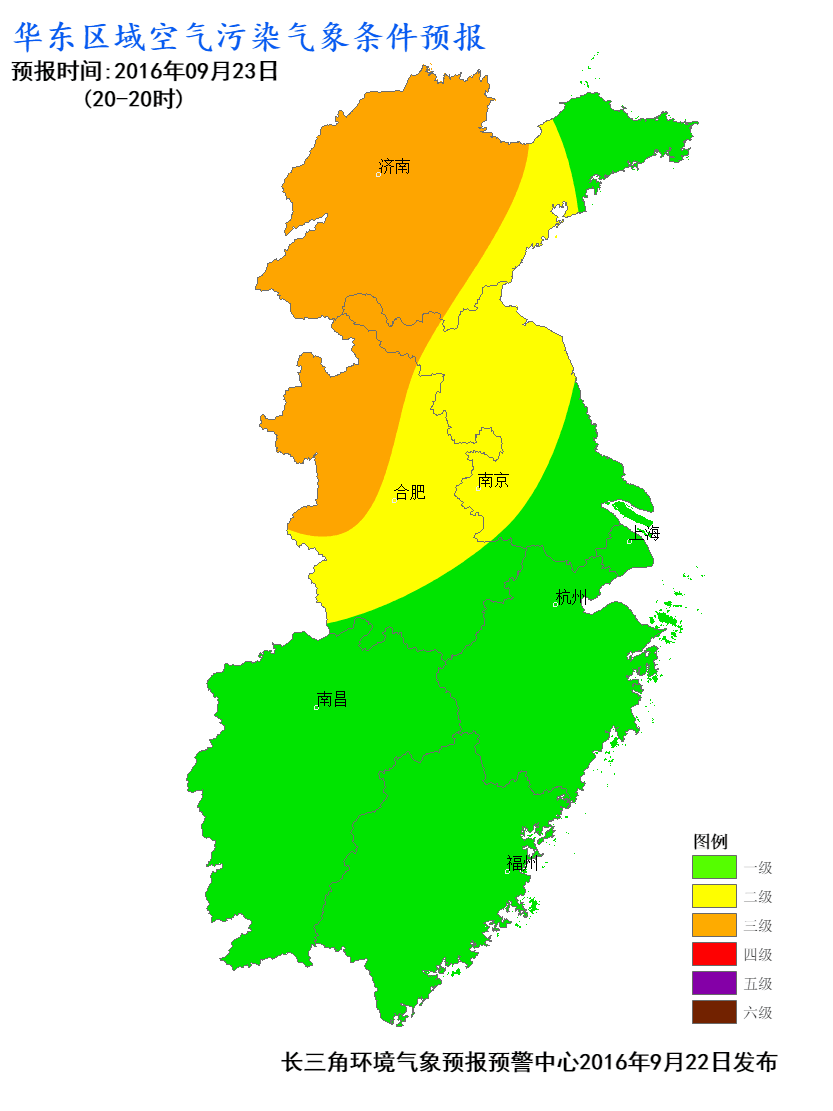 华东区域空气污染气象条件预报
预报时间:2016年09月23日
(20-20时)
济南
南京
合肥
上海
杭州
南昌
福州
图例
一级
二级
三级
四级
五级
六级
长三角环境气象预报预警中心2016年9月22日发布